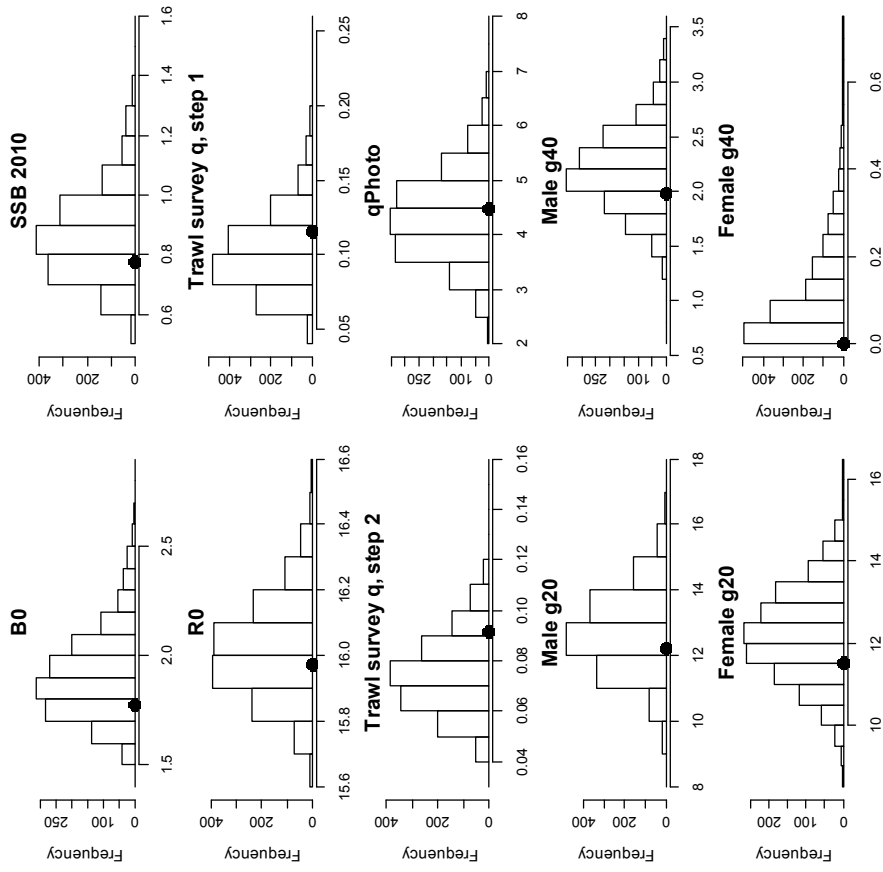 B0
Frequency
0 100 250
1.5 2.0 2.5
SSB 2010
Frequency
0 200 400
0.6 0.8 1.0 1.2 1.4 1.6
R0
Frequency
0 200 400
15.6 15.8 16.0 16.2 16.4 16.6
Trawl survey q, step 1
Frequency
0 200 400
0.05 0.10 0.15 0.20 0.25
Trawl survey q, step 2
Frequency
0 200 400
0.04 0.06 0.08 0.10 0.12 0.14 0.16
qPhoto
Frequency
0 100 250
2 3 4 5 6 7 8
Male g20
Frequency
0 200 400
8 10 12 14 16 18
Male g40
Frequency
0 100 250
0.5 1.0 1.5 2.0 2.5 3.0 3.5
Female g20
Frequency
0 100 200
10 12 14 16
Female g40
Frequency
0 200 400
0.0 0.2 0.4 0.6